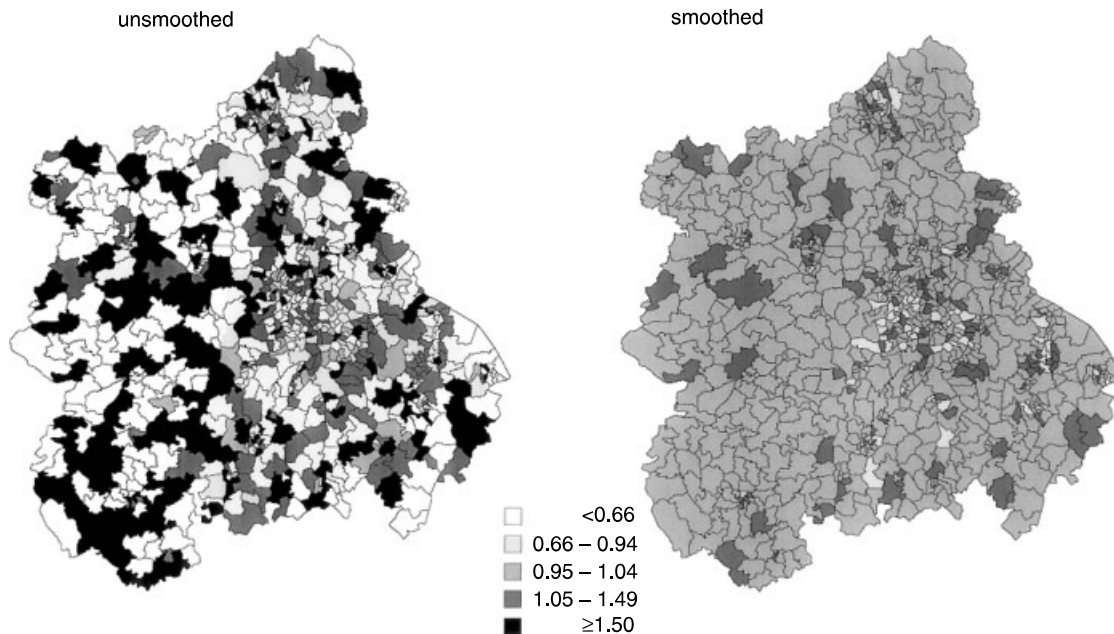 unsmoothed
smoothed
<0.66
0.66 – 0.94
0.95 – 1.04
1.05 – 1.49
≥1.50